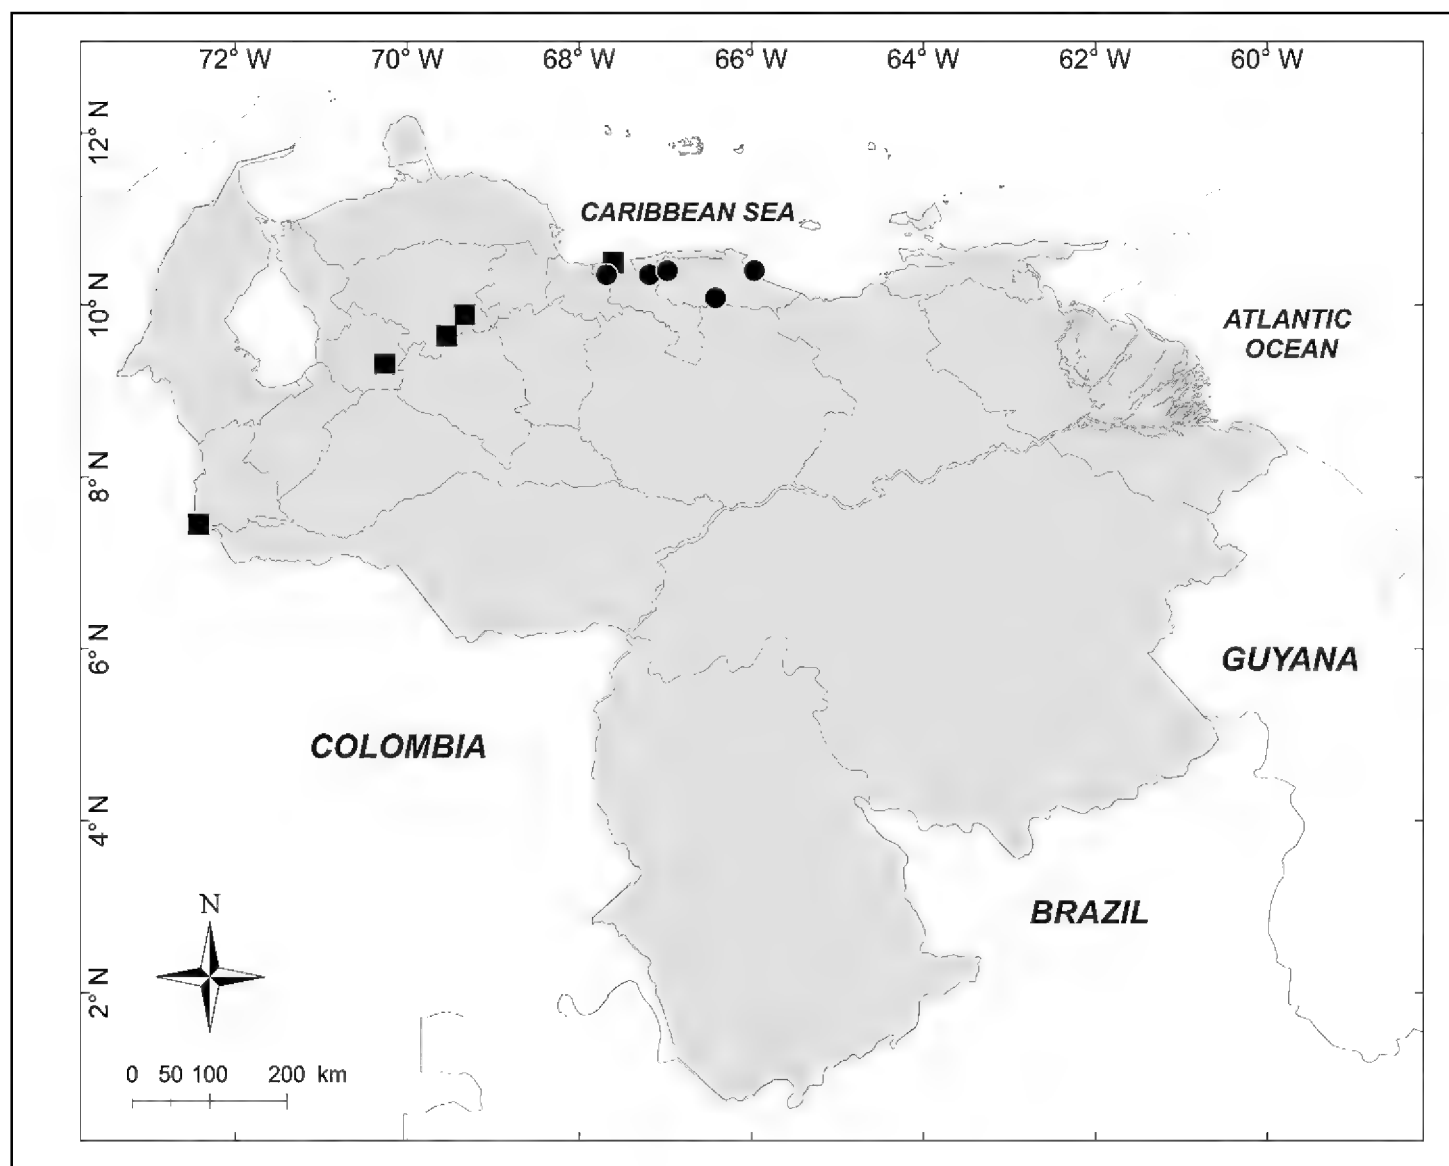 72° W 70° W 68° W 66° W 64° W 62° W 60° W
12° N
10° N
8° N
6° N
4° N
2° N
CARIBBEAN SEA
ATLANTIC
OCEAN
GUYANA
COLOMBIA
BRAZIL
N
0 50 100 200 km